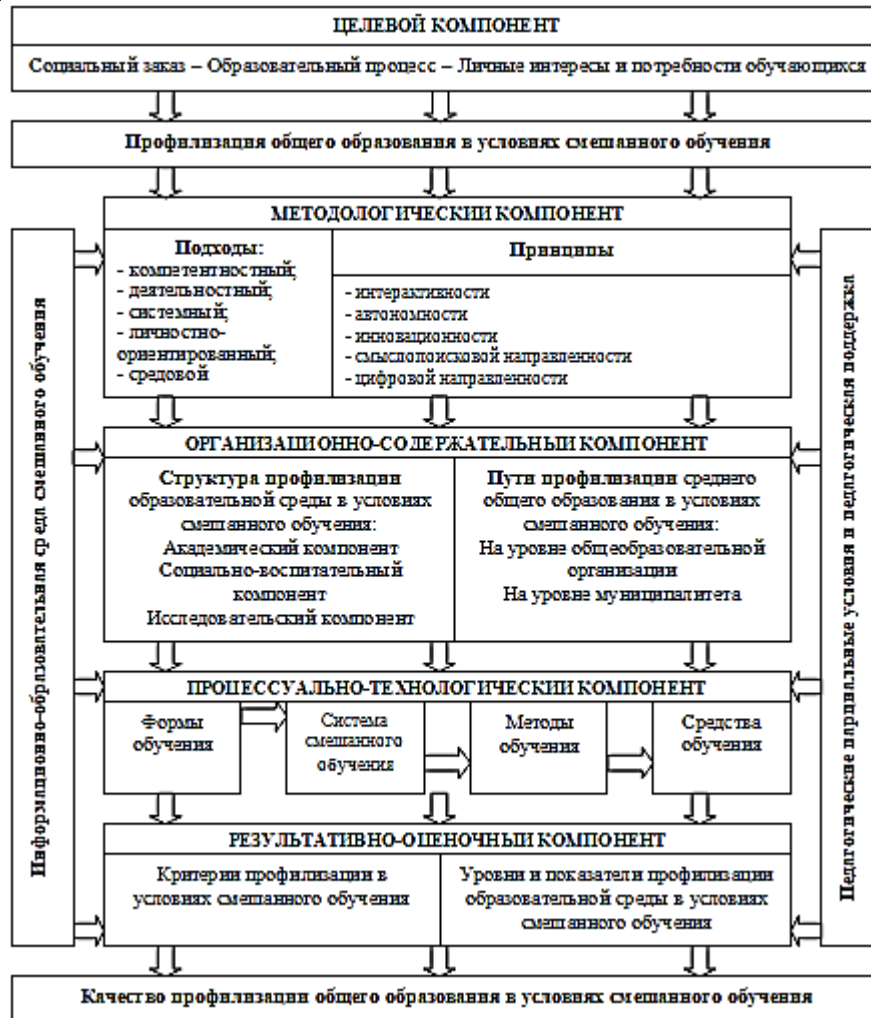 ЦЕЛЕВОЙ КОМПОНЕНТ
Социальный заказ – Образовательный процесс – Личные интересы и потребности обучающихся
Профилизация общего образования в условиях смешанного обучения
МЕТОДОЛОГИЧЕСКИЙ КОМПОНЕНТ
Подходы:
- компетентностный;
- деятельностный;
- системный;
- личностно-
ориентированный;
- средовой
Принципы
- интерактивности
- автономности
- инновационности
- смыслопоисковой направленности
- цифровой направленности
ОРГАНИЗАЦИОННО-СОДЕРЖАТЕЛЬНЫЙ КОМПОНЕНТ
Структура профилизации
образовательной среды в условиях
смешанного обучения:
Академический компонент
Социально-воспитательный
компонент
Исследовательский компонент
Пути профилизации среднего
общего образования в условиях
смешанного обучения:
На уровне общеобразовательной
организации
На уровне муниципалитета
ПРОЦЕССУАЛЬНО-ТЕХНОЛОГИЧЕСКИЙ КОМПОНЕНТ
Формы
обучения
Система
смешанного
обучения
Методы
обучения
Средства
обучения
РЕЗУЛЬТАТИВНО-ОЦЕНОЧНЫЙ КОМПОНЕНТ
Критерии профилизации в
условиях смешанного обучения
Уровни и показатели профилизации
образовательной среды в условиях
смешанного обучения
Информационно-образовательная среда смешанного обучения
Педагогические парциальные условия и педагогическая поддержка
Качество профилизации общего образования в условиях смешанного обучения